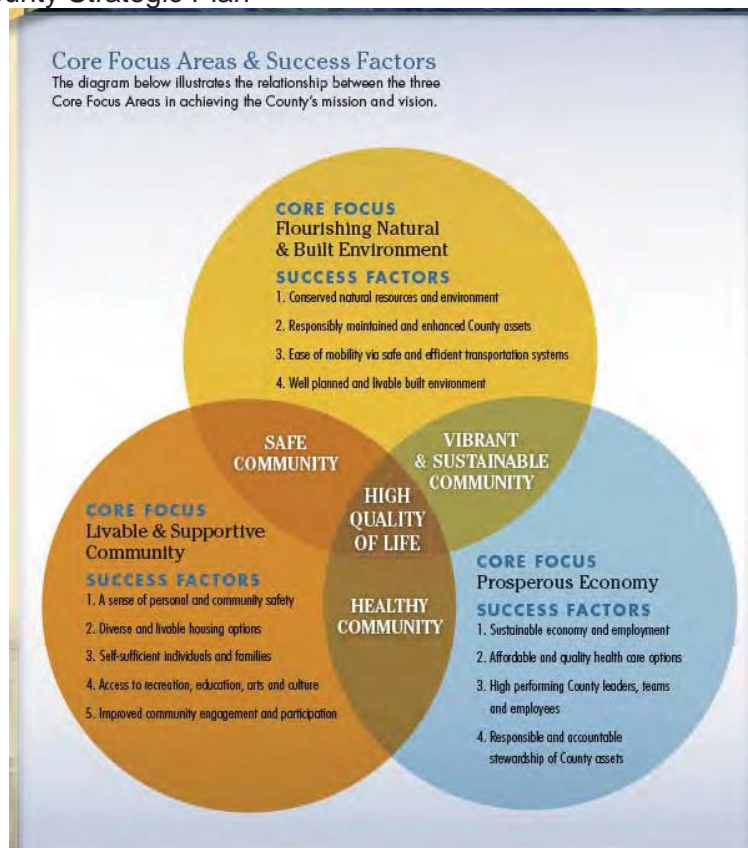 County Strategic Plan
Core Focus Areas & Success Factors
The diagram below illustrates the relationship between the three
Core Focus Areas in achieving the County's mission and vision.
CORE FOCUS
Flourishing Natural
& Built Environment
SUCCESS FACTORS
1. Conserved natural resources and environment
2. Responsibly maintained and enhanced County assets
3. Ease of mobility via safe and efficient transportation systems
4. Well planned and livable built environment
SAFE
COMMUNITY
VIBRANT
& SUSTAINABLE
COMMUNITY
HIGH
QUALITY
OF LIFE
CORE FOCUS
Livable & Supportive
Community
SUCCESS FACTORS
1. A sense of personal and community safety
2. Diverse and livable housing options
3. Self-sufficient individuals and families
4. Access to recreation, education, arts and culture
5. Improved community engagement and participation
HEALTHY
COMMUNITY
CORE FOCUS
Prosperous Economy
SUCCESS FACTORS
1. Sustainable economy and employment
2. Affordable and quality health care options
3. High performing County leaders, teams
and employees
4. Responsible and accountable
stewardship of County assets